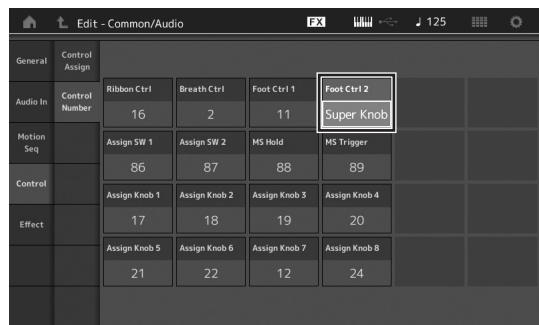 Edit - Common/Audio FX ♩ 125
General Control Assign
Audio In Control Number
Motion Seq
Control
Effect
Ribbon Ctrl Breath Ctrl Foot Ctrl 1 Foot Ctrl 2
16 2 11 Super Knob
Assign SW 1 Assign SW 2 MS Hold MS Trigger
86 87 88 89
Assign Knob 1 Assign Knob 2 Assign Knob 3 Assign Knob 4
17 18 19 20
Assign Knob 5 Assign Knob 6 Assign Knob 7 Assign Knob 8
21 22 12 24